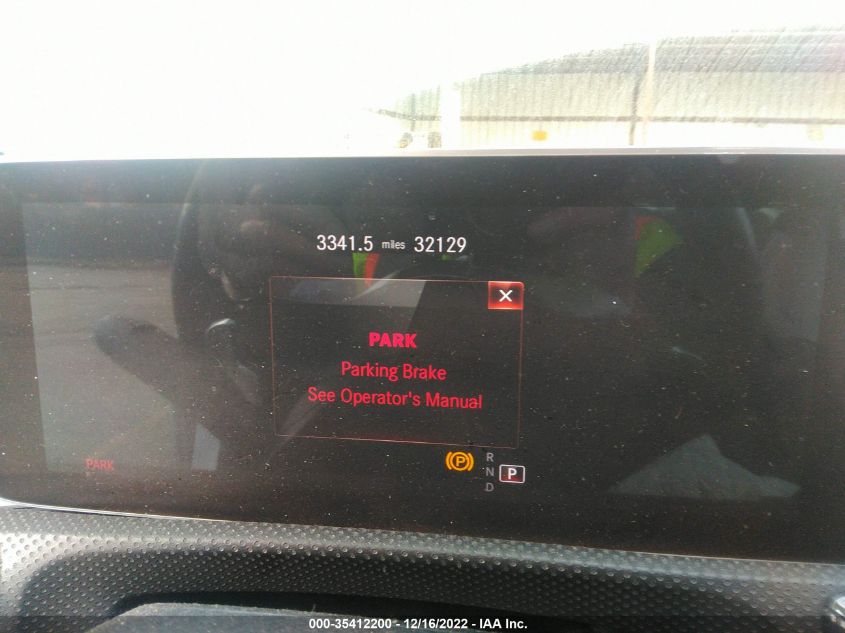 3341.5 miles 32129
X
PARK
Parking Brake
See Operator's Manual
PARK
(P)
R
N P
D
000-35412200 - 12/16/2022 - IAA Inc.